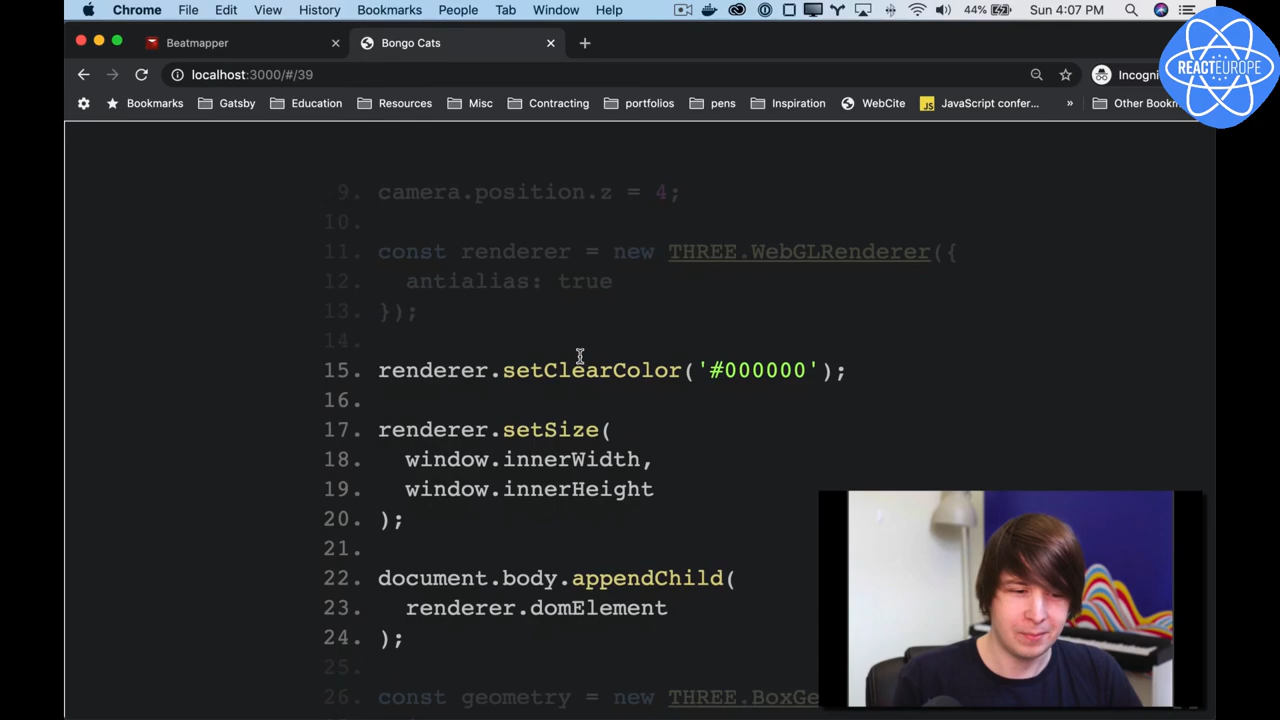 Chrome File Edit View History Bookmarks People Tab Window Help 44% Sun 4:07 PM
Beatmapper Bongo Cats
localhost:3000/#/39 Incogni
REACTEUROPE
Bookmarks Gatsby Education Resources Misc Contracting portfolios pens Inspiration WebCite JS JavaScript confer... » Other Bookm
9. camera.position.z = 4;
10.
11. const renderer = new THREE.WebGLRenderer({
12. antialias: true
13. });
14.
15. renderer.setClearColor('#000000');
16.
17. renderer.setSize(
18. window.innerWidth,
19. window.innerHeight
20. );
21.
22. document.body.appendChild(
23. renderer.domElement
24. );
25.
26. const geometry = new THREE.BoxGe